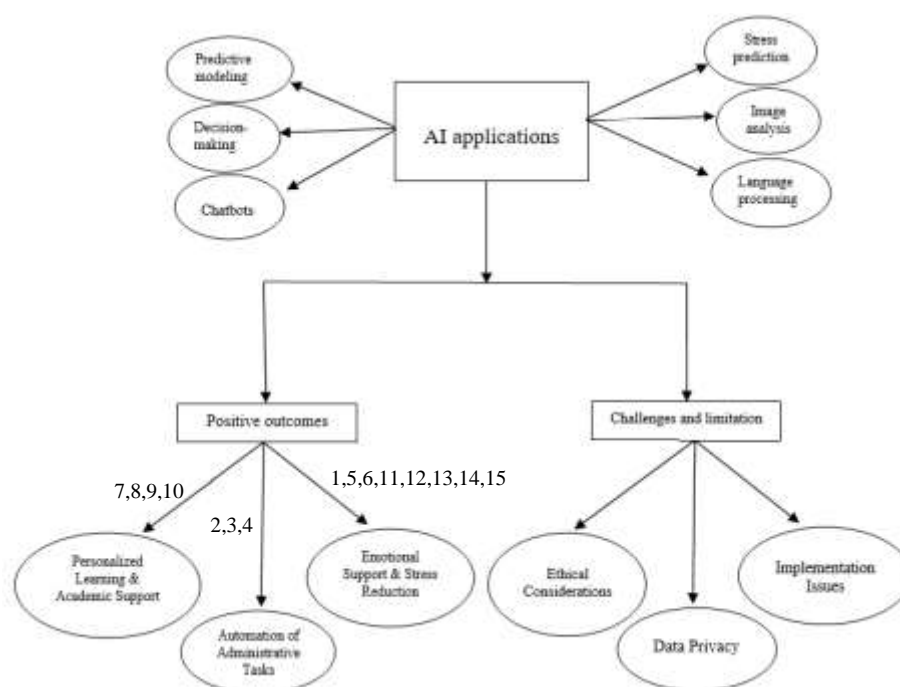 Predictive
modeling
Decision-
making
Chatbots
AI applications
Stress
prediction
Image
analysis
Language
processing
Positive outcomes
Challenges and limitation
7,8,9,10
2,3,4
1,5,6,11,12,13,14,15
Personalized
Learning &
Academic Support
Automation of
Administrative
Tasks
Emotional
Support & Stress
Reduction
Ethical
Considerations
Data Privacy
Implementation
Issues